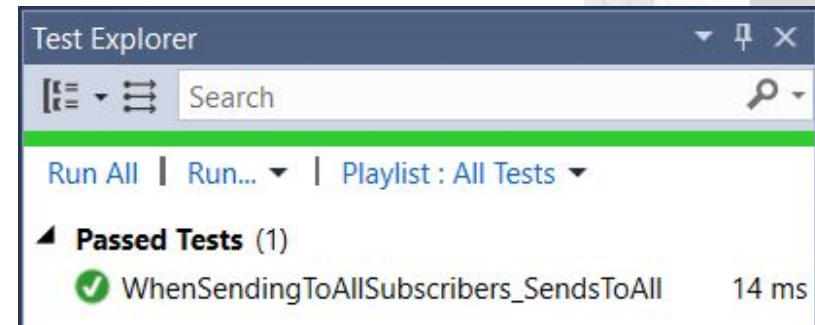 Test Explorer
Search
Run All | Run... | Playlist : All Tests
Passed Tests (1)
WhenSendingToAllSubscribers_SendsToAll 14 ms